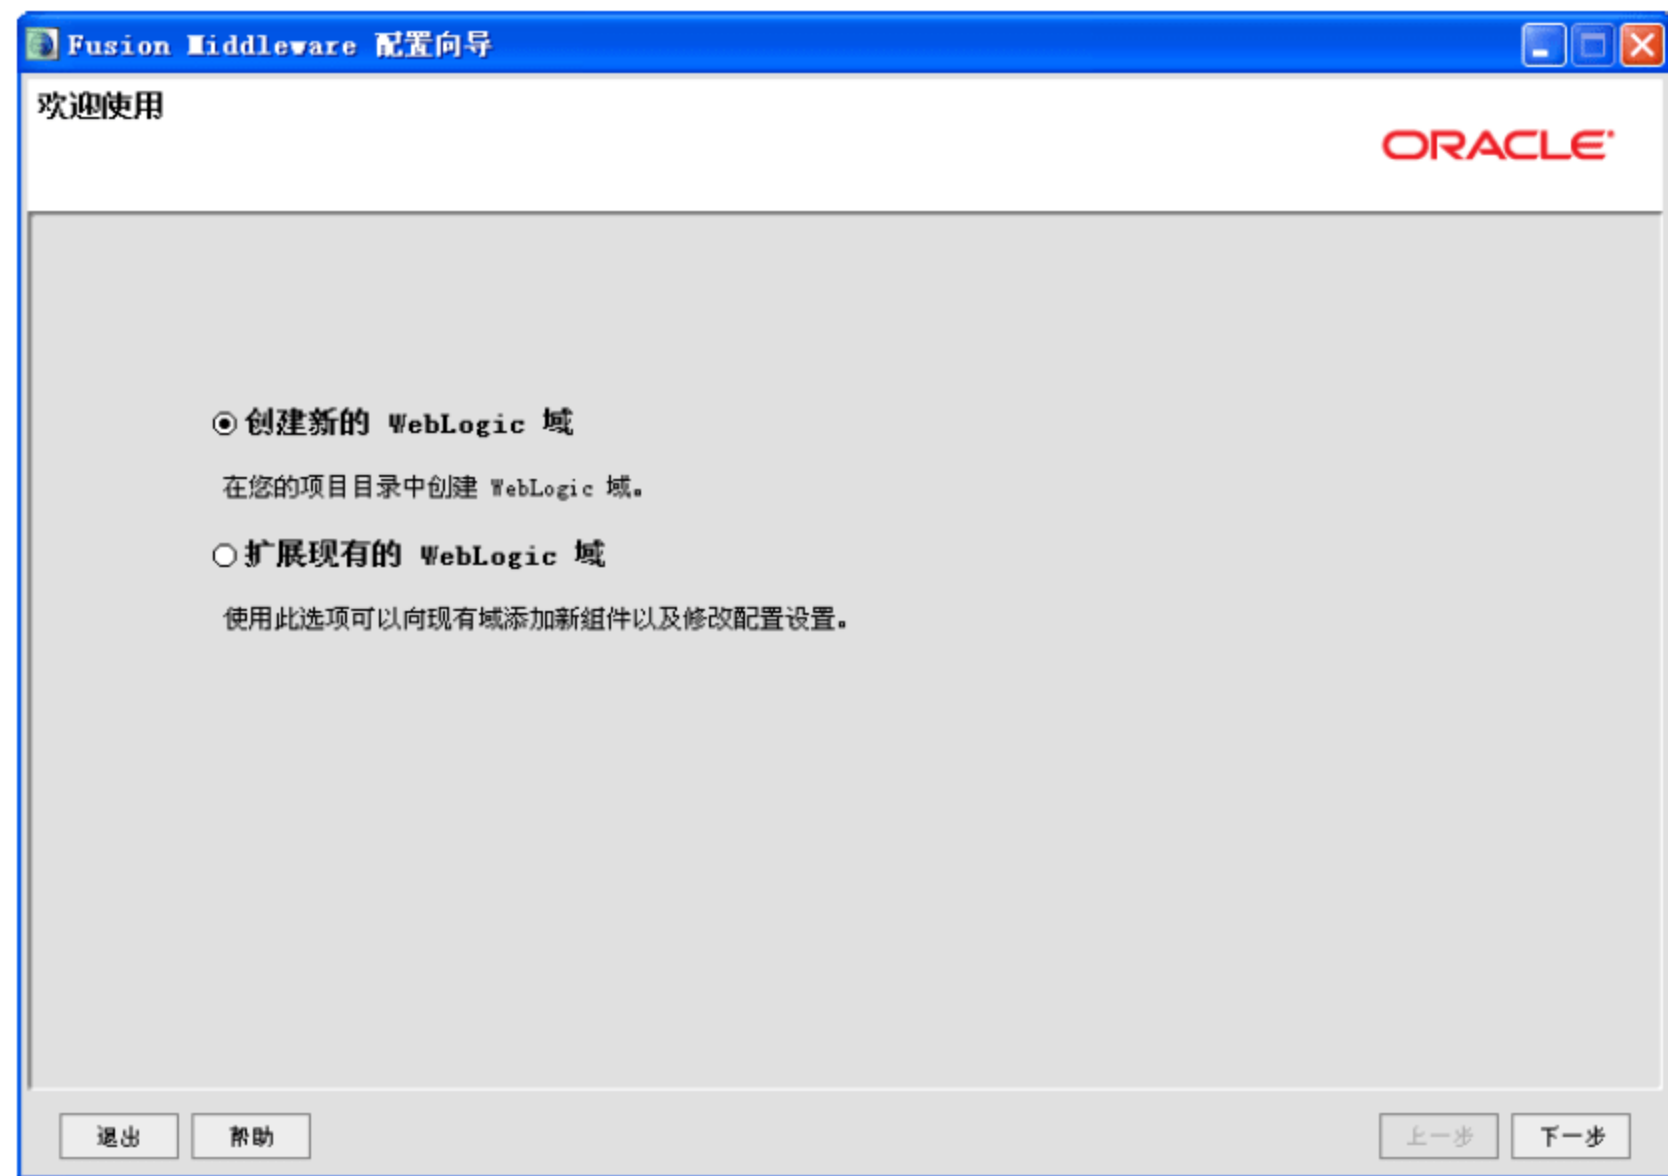 Fusion Middleware 配置向导
欢迎使用
ORACLE
创建新的 WebLogic 域
在您的项目目录中创建 WebLogic 域。
扩展现有的 WebLogic 域
使用此选项可以向现有域添加新组件以及修改配置设置。
退出 帮助 上一步 下一步